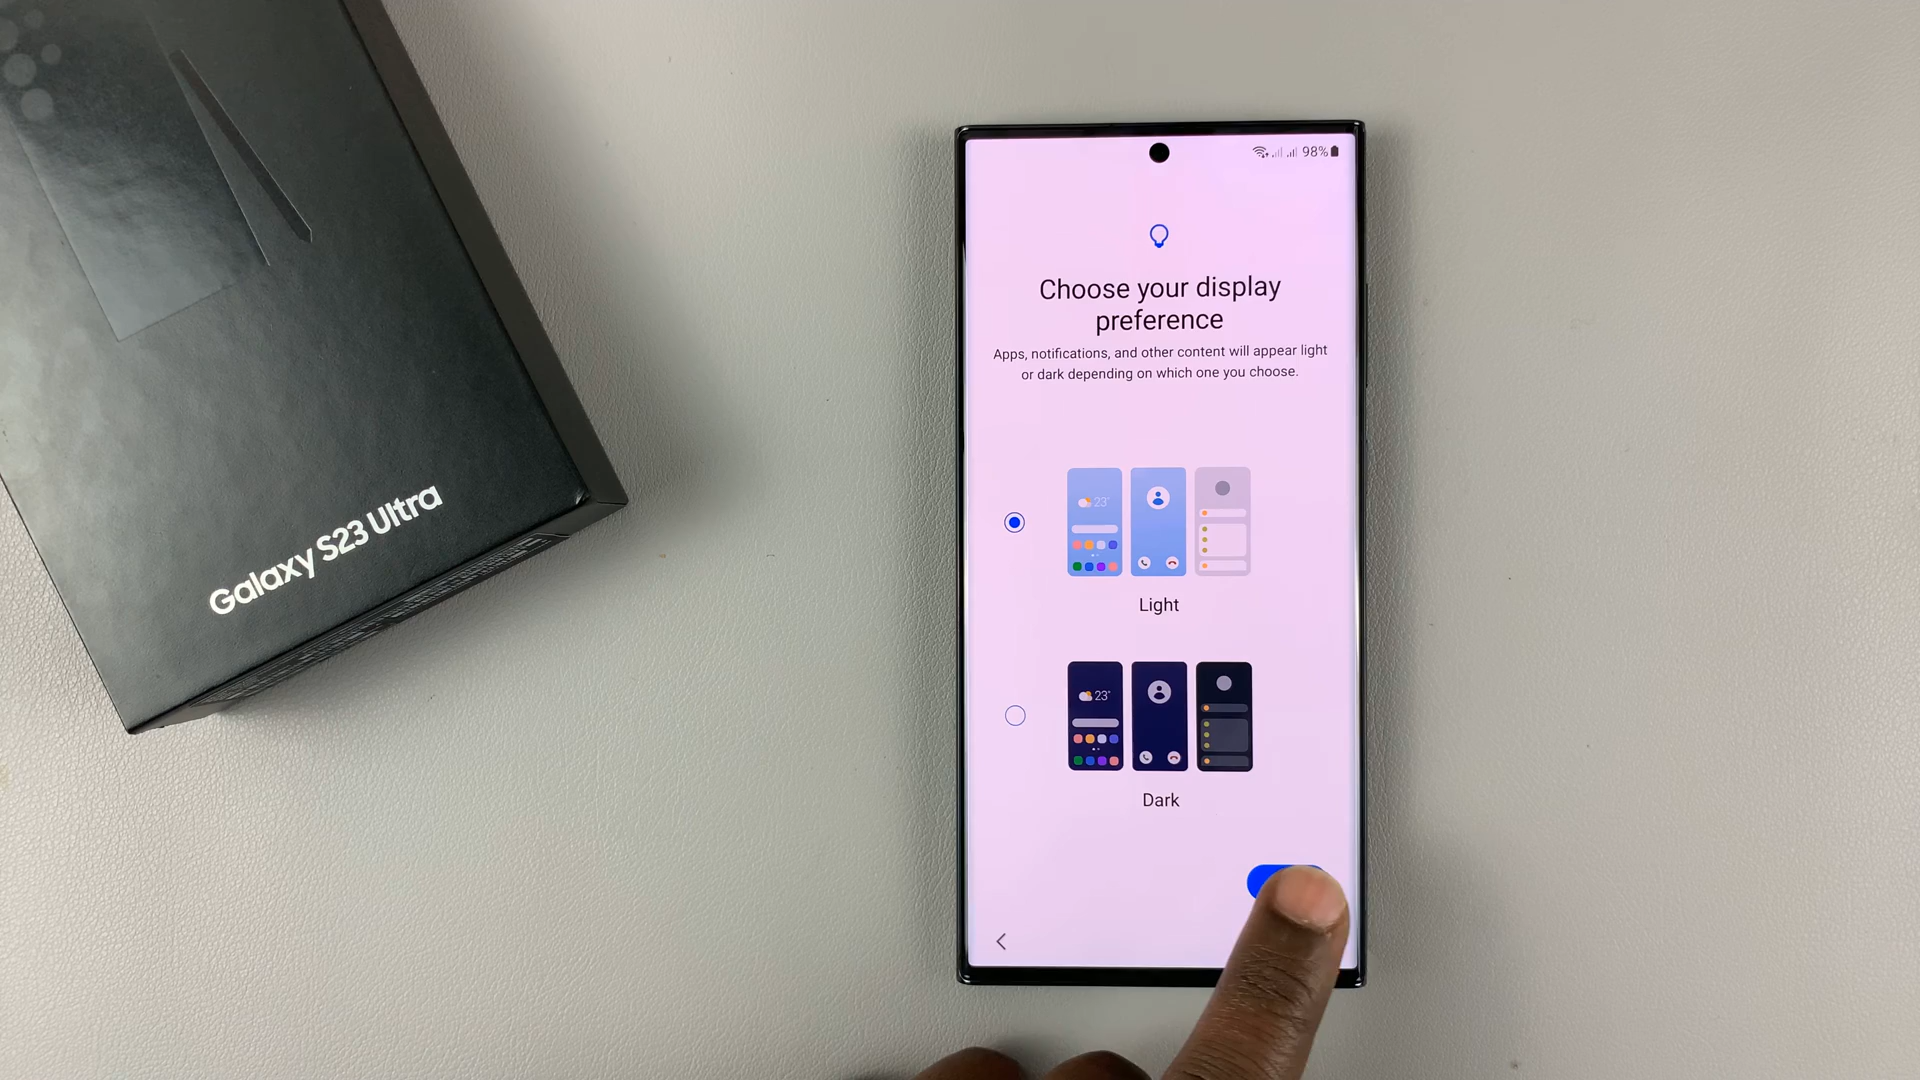 Galaxy S23 Ultra
98%
Choose your display
preference
Apps, notifications, and other content will appear light
or dark depending on which one you choose.
23°
Light
23°
Dark